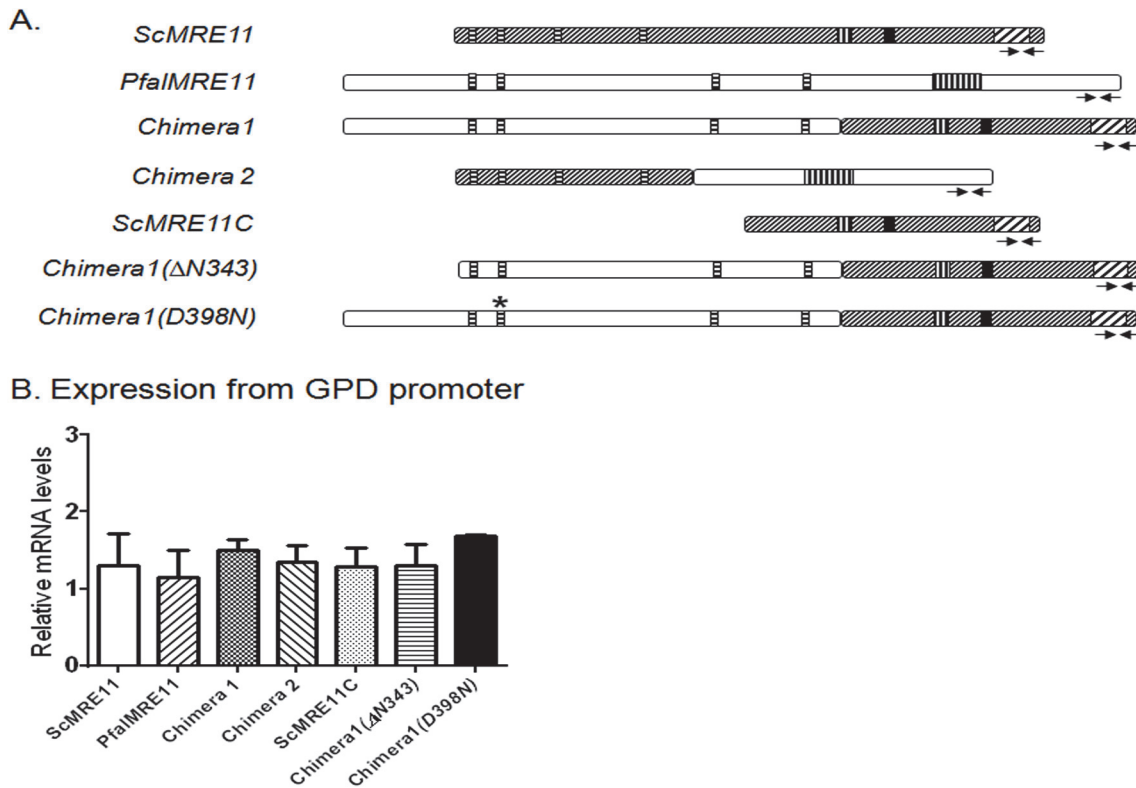 A.
ScMRE11
PfalMRE11
Chimera1
Chimera 2
ScMRE11C
Chimera1(ΔN343)
Chimera1(D398N)
*
B. Expression from GPD promoter
Relative mRNA levels
3
2
1
0
ScMRE11
PfalMRE11
Chimera 1
Chimera 2
ScMRE11C
Chimera1(ΔN343)
Chimera1(D398N)